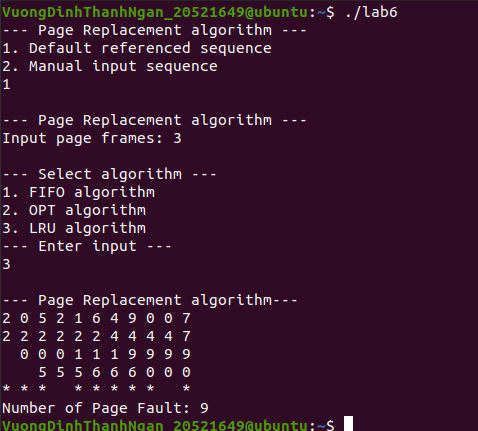 VuongDinhThanhNgan_20521649@ubuntu:~$ ./lab6
--- Page Replacement algorithm ---
1. Default referenced sequence
2. Manual input sequence
1

--- Page Replacement algorithm ---
Input page frames: 3

--- Select algorithm ---
1. FIFO algorithm
2. OPT algorithm
3. LRU algorithm
--- Enter input ---
3

--- Page Replacement algorithm---
2 0 5 2 1 6 4 9 0 0 7
2 2 2 2 2 2 4 4 4 4 7
  0 0 0 1 1 1 9 9 9 9
    5 5 5 6 6 6 0 0 0
* * *   * * * * *   *
Number of Page Fault: 9
VuongDinhThanhNgan_20521649@ubuntu:~$